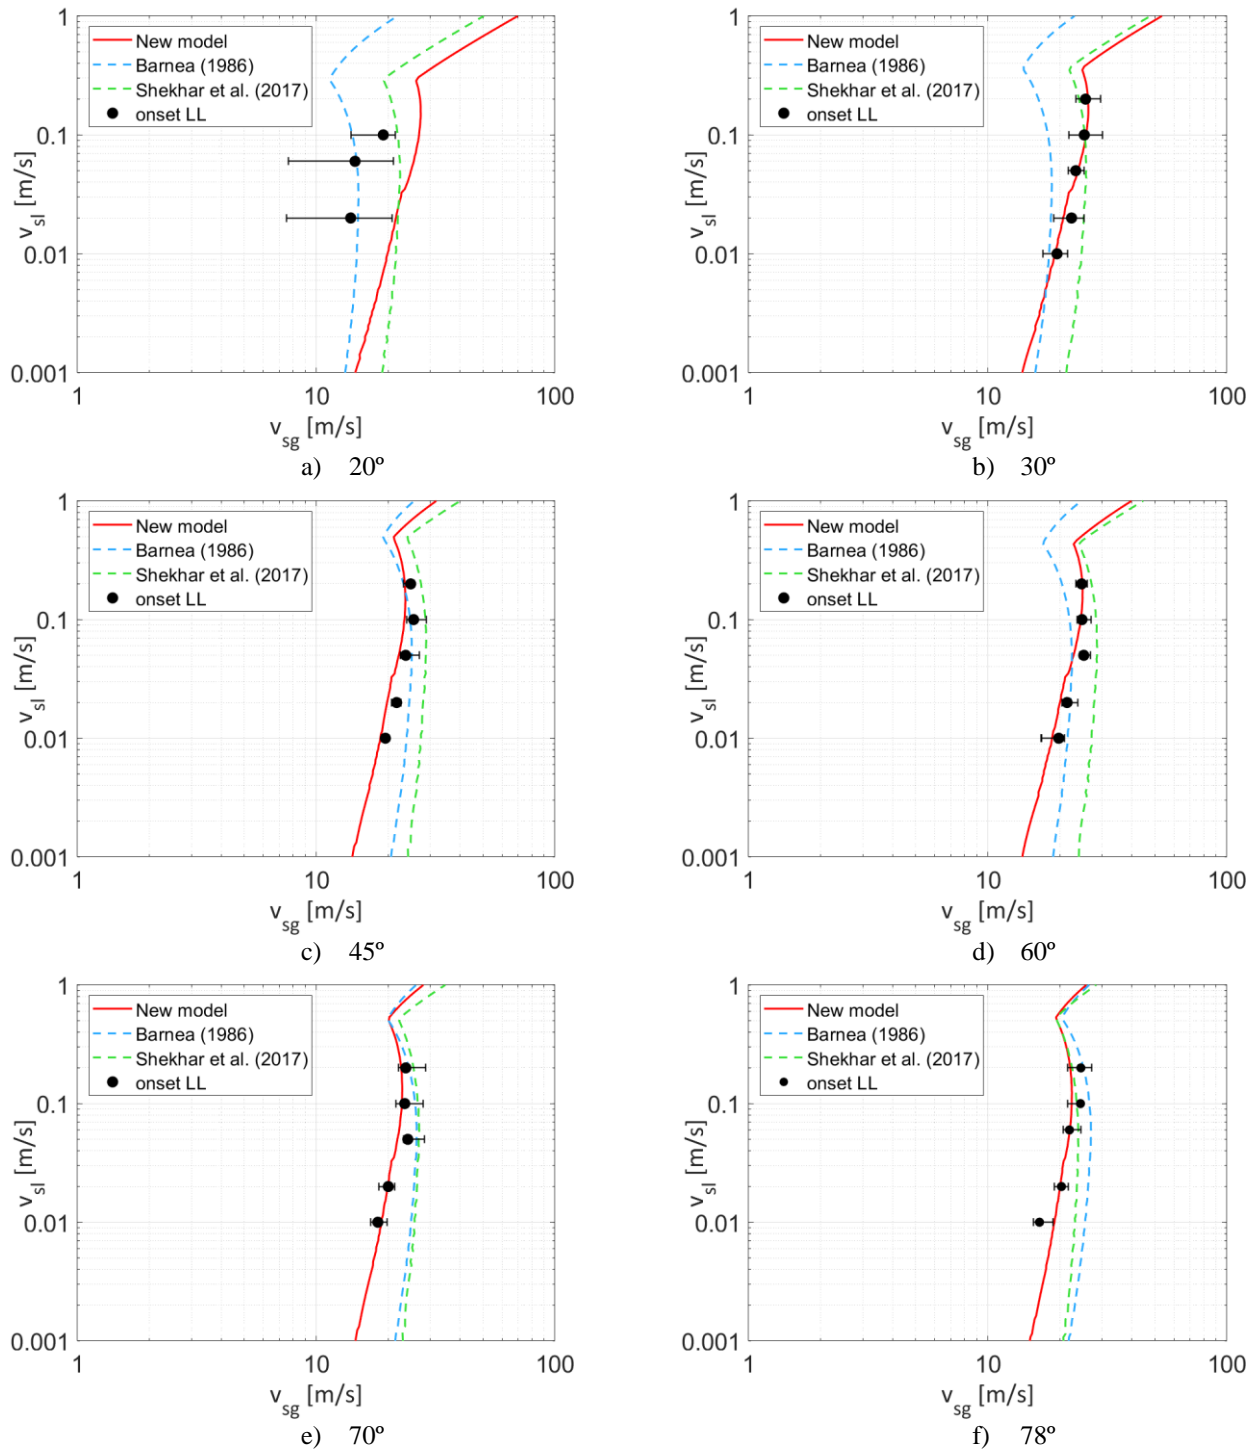 1
0.1
0.01
0.001
v_sl [m/s]
New model
Barnea (1986)
Shekhar et al. (2017)
onset LL
1
10
100
v_sg [m/s]
a) 20º
1
0.1
0.01
0.001
v_sl [m/s]
New model
Barnea (1986)
Shekhar et al. (2017)
onset LL
1
10
100
v_sg [m/s]
b) 30º
1
0.1
0.01
0.001
v_sl [m/s]
New model
Barnea (1986)
Shekhar et al. (2017)
onset LL
1
10
100
v_sg [m/s]
c) 45º
1
0.1
0.01
0.001
v_sl [m/s]
New model
Barnea (1986)
Shekhar et al. (2017)
onset LL
1
10
100
v_sg [m/s]
d) 60º
1
0.1
0.01
0.001
v_sl [m/s]
New model
Barnea (1986)
Shekhar et al. (2017)
onset LL
1
10
100
v_sg [m/s]
e) 70º
1
0.1
0.01
0.001
v_sl [m/s]
New model
Barnea (1986)
Shekhar et al. (2017)
onset LL
1
10
100
v_sg [m/s]
f) 78º